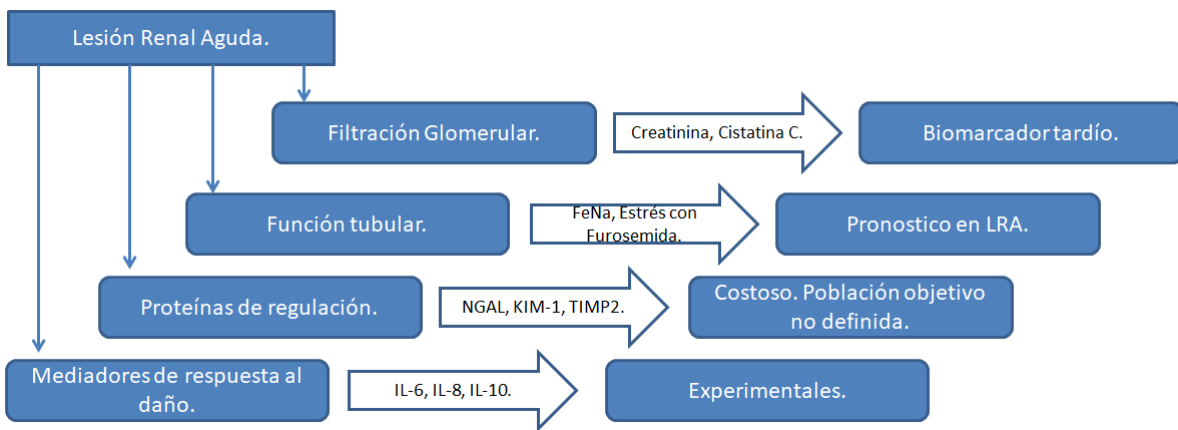 Lesión Renal Aguda.
Filtración Glomerular.
Creatinina, Cistatina C.
Biomarcador tardío.
Función tubular.
FeNa, Estrés con
Furosemida.
Pronostico en LRA.
Proteínas de regulación.
NGAL, KIM-1, TIMP2.
Costoso. Población objetivo
no definida.
Mediadores de respuesta al
daño.
IL-6, IL-8, IL-10.
Experimentales.